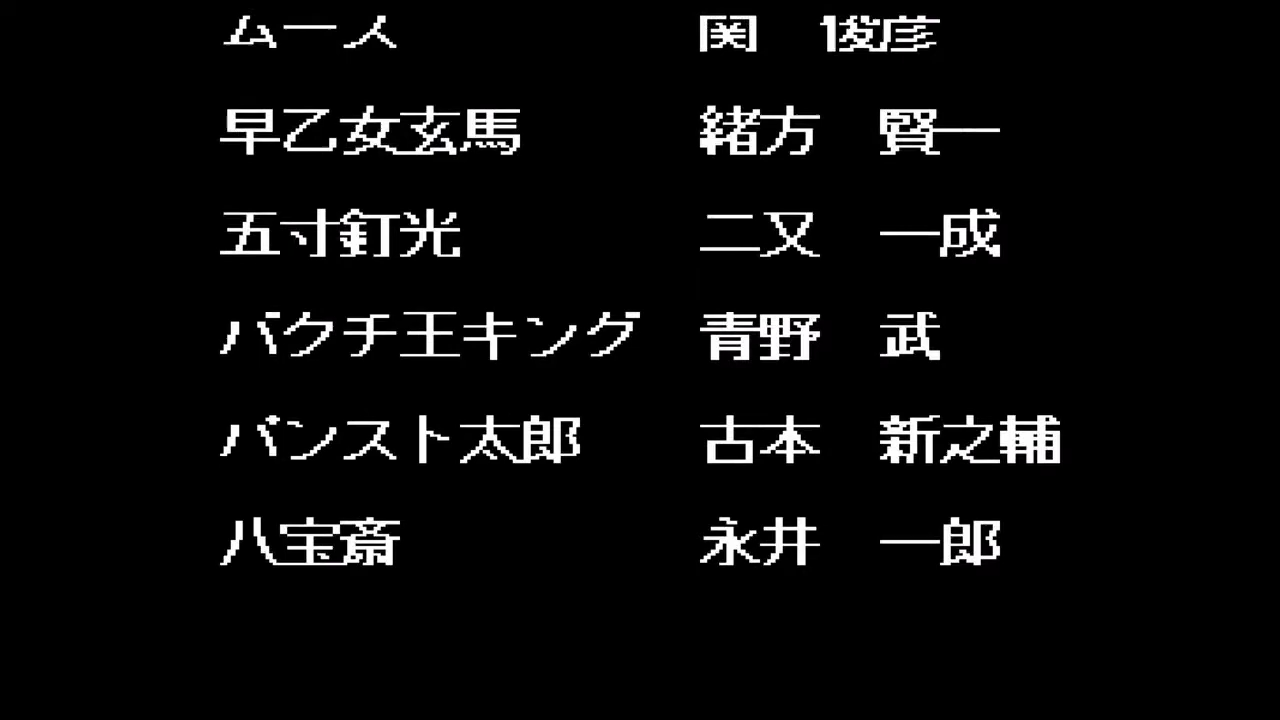 ムース 関 俊彦
早乙女玄馬 緒方 賢一
五寸釘光 二又 一成
バクチ王キング 青野 武
パンスト太郎 古本 新之輔
八宝斎 永井 一郎